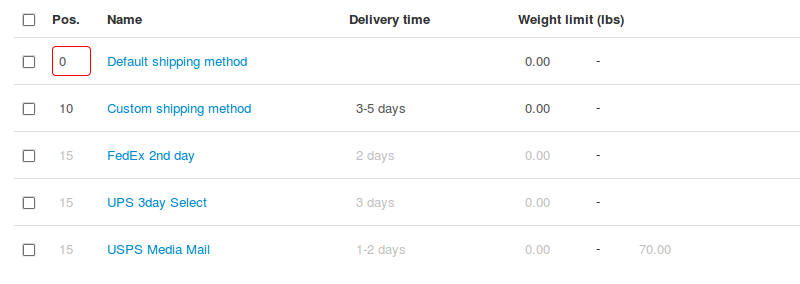 Pos. Name Delivery time Weight limit (lbs)
0 Default shipping method 0.00 -
10 Custom shipping method 3-5 days 0.00 -
15 FedEx 2nd day 2 days 0.00 -
15 UPS 3day Select 3 days 0.00 -
15 USPS Media Mail 1-2 days 0.00 - 70.00